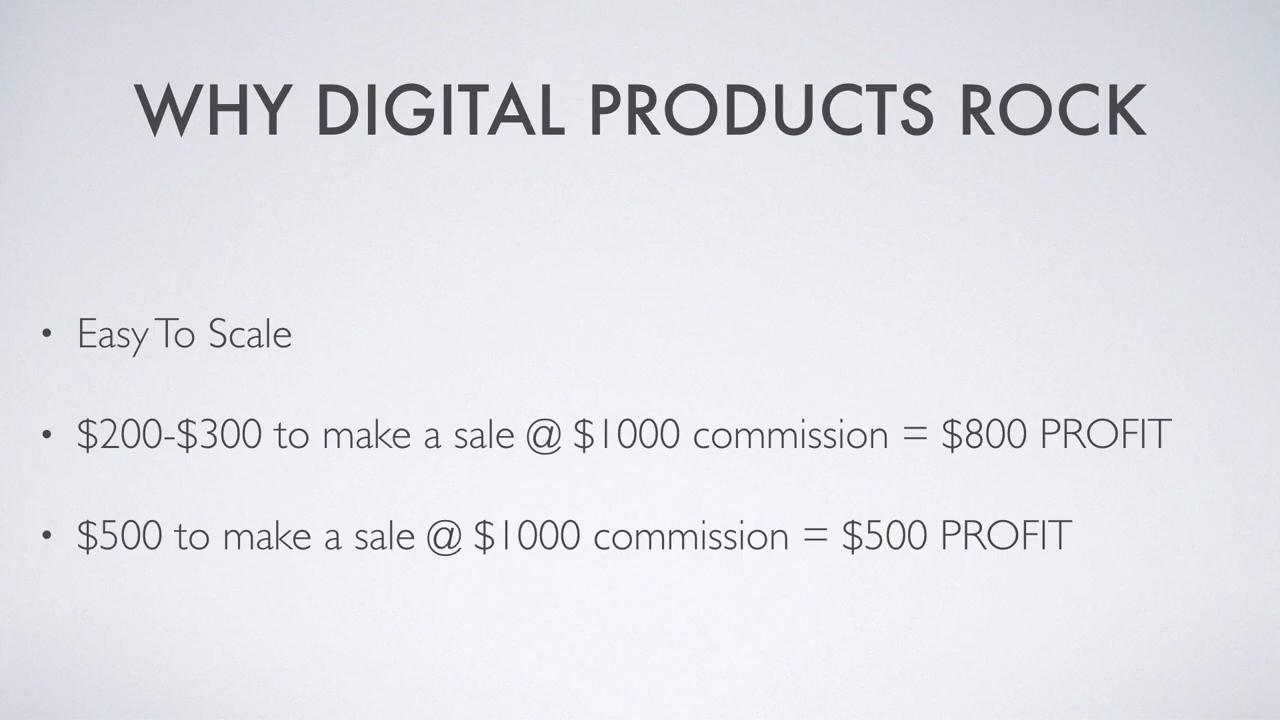 WHY DIGITAL PRODUCTS ROCK
• Easy To Scale
• $200-$300 to make a sale @ $1000 commission = $800 PROFIT
• $500 to make a sale @ $1000 commission = $500 PROFIT